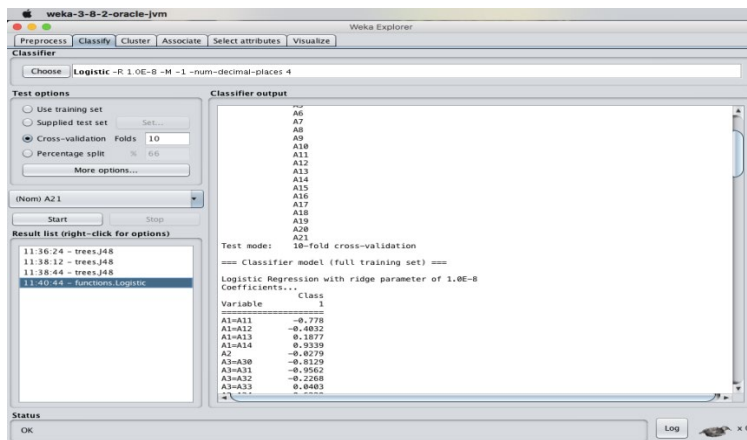 weka-3-8-2-oracle-jvm
Weka Explorer
Preprocess Classify Cluster Associate Select attributes Visualize
Classifier
Choose Logistic -R 1.0E-8 -M -1 -num-decimal-places 4
Test options
Use training set
Supplied test set Set...
Cross-validation Folds 10
Percentage split % 66
More options...
(Nom) A21
Start Stop
Result list (right-click for options)
11:36:24 - trees.J48
11:38:12 - trees.J48
11:38:44 - trees.J48
11:40:44 - functions.Logistic
Classifier output
A6
A7
A8
A9
A10
A11
A12
A13
A14
A15
A16
A17
A18
A19
A20
A21
Test mode: 10-fold cross-validation
=== Classifier model (full training set) ===
Logistic Regression with ridge parameter of 1.0E-8
Coefficients...
Class
Variable 1
====================
A1=A11 -0.778
A1=A12 -0.4032
A1=A13 0.1877
A1=A14 0.9339
A2 -0.0279
A3=A30 -0.8129
A3=A31 -0.9562
A3=A32 -0.2268
A3=A33 0.0403
Status
OK
Log